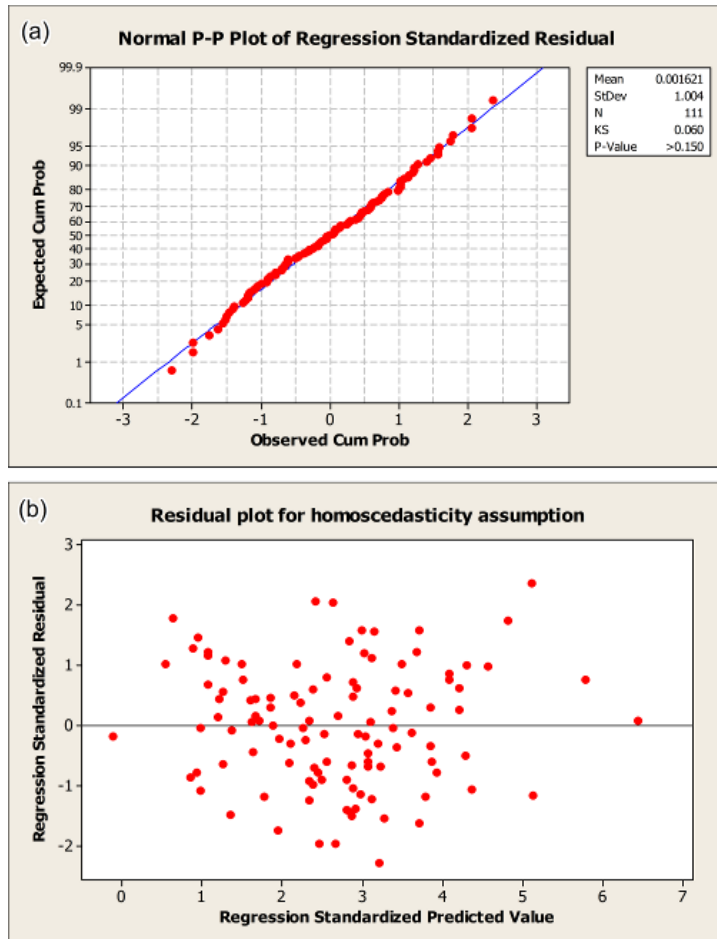 (a)
Normal P-P Plot of Regression Standardized Residual
99.9
99
95
90
80
70
60
50
40
30
20
10
5
1
0.1
Expected Cum Prob
-3 -2 -1 0 1 2 3
Observed Cum Prob
Mean 0.001621
StDev 1.004
N 111
KS 0.060
P-Value >0.150
(b)
Residual plot for homoscedasticity assumption
3
2
1
0
-1
-2
Regression Standardized Residual
0 1 2 3 4 5 6 7
Regression Standardized Predicted Value